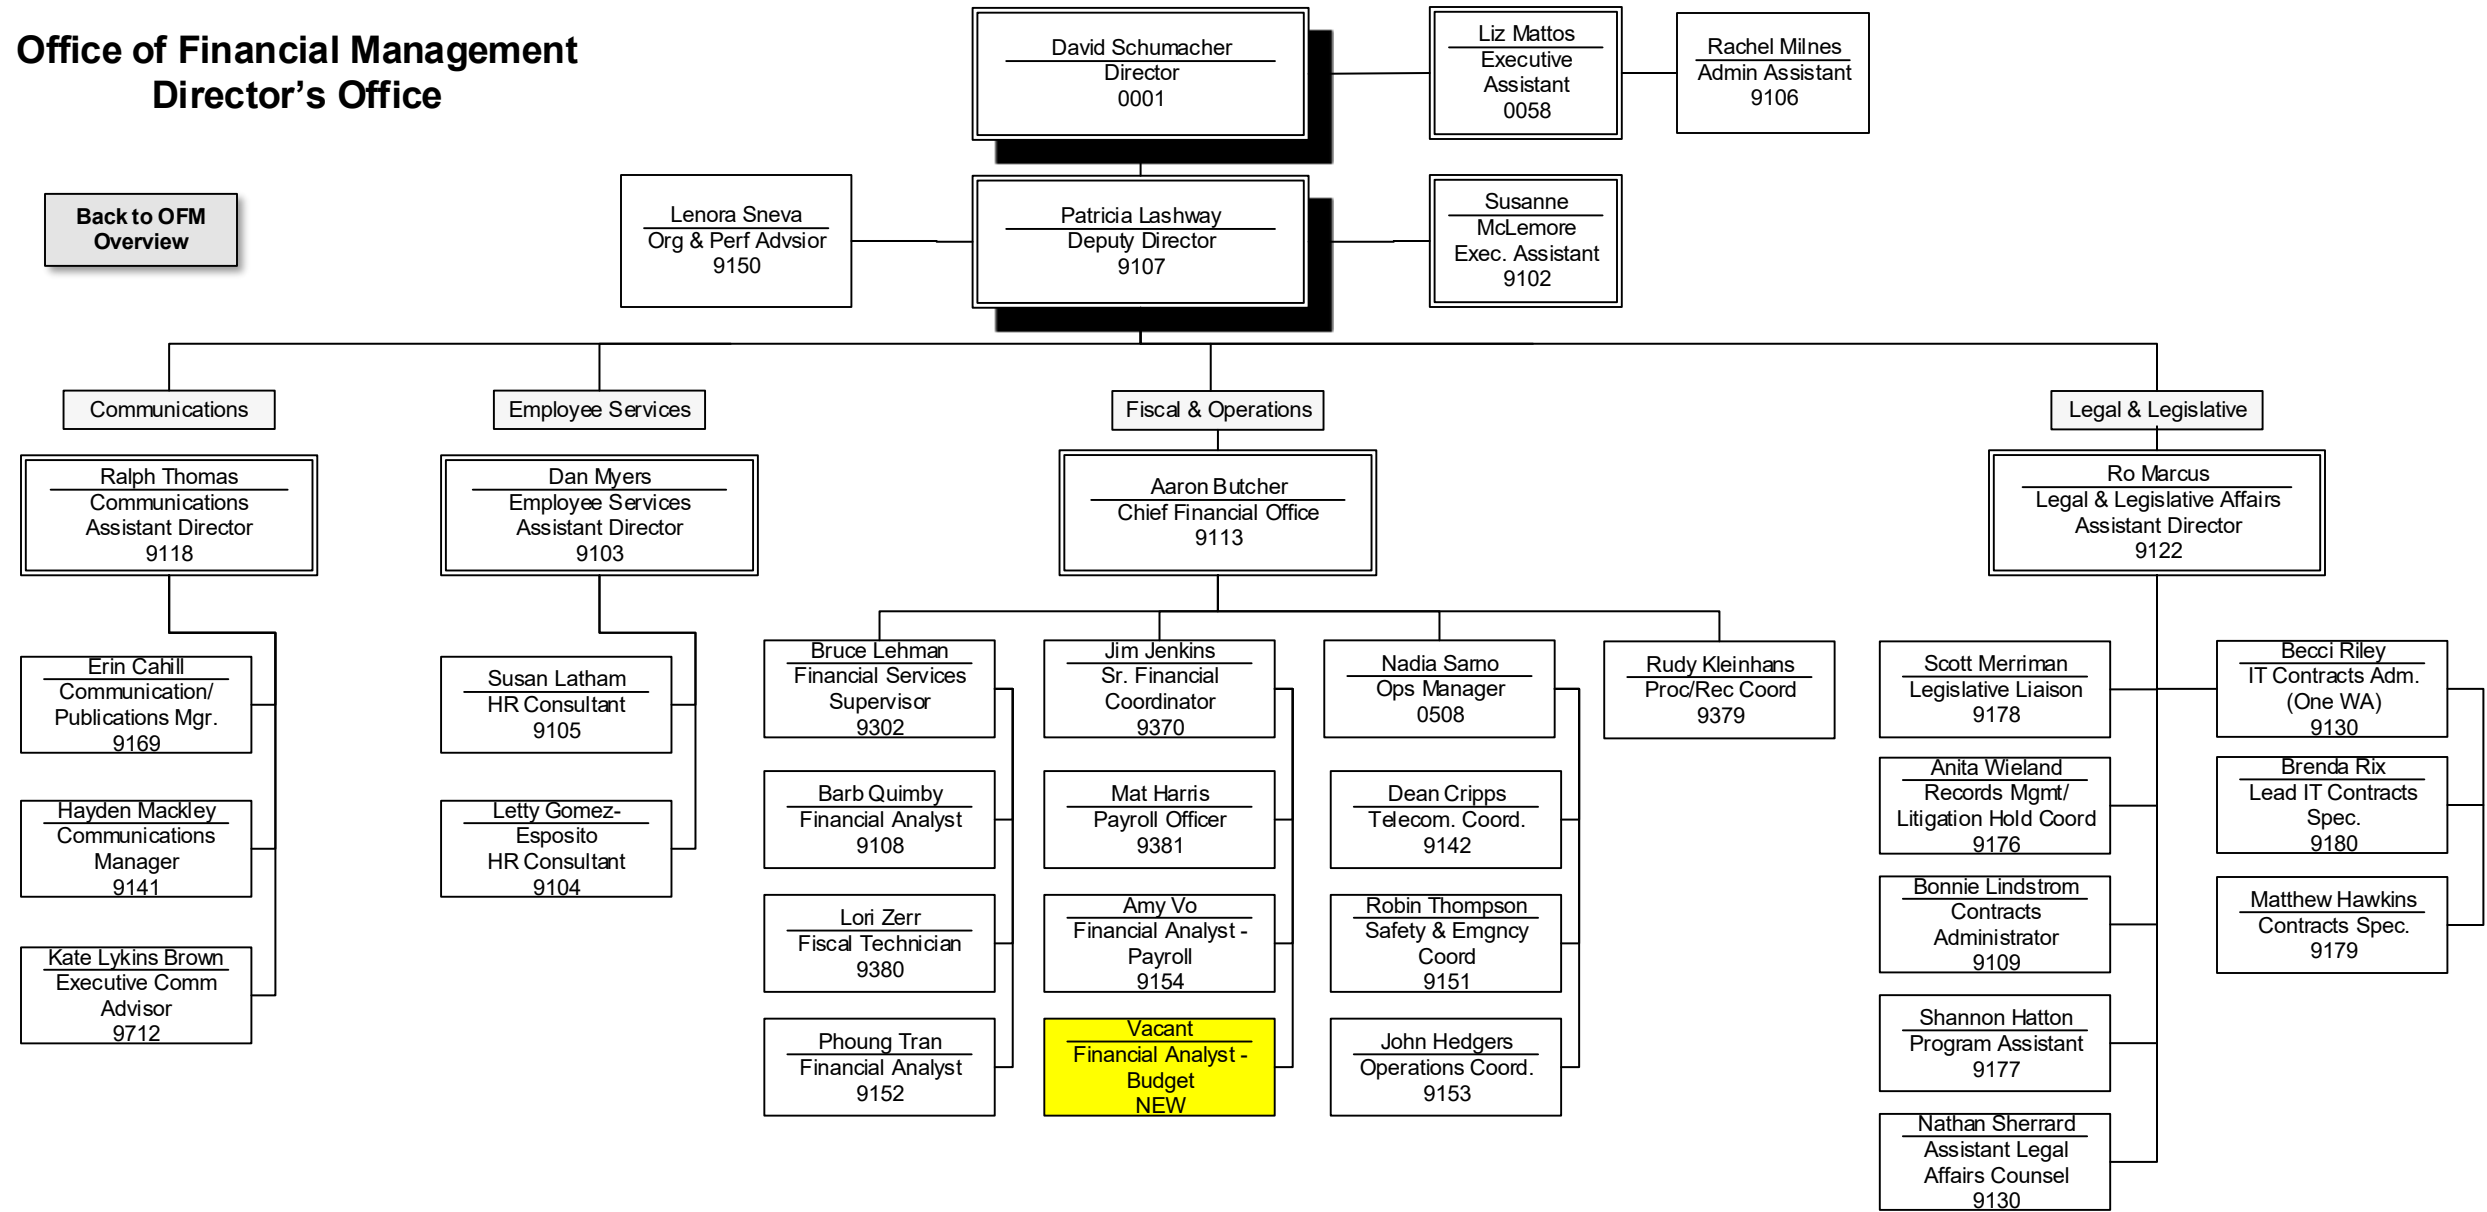 Office of Financial Management
Director's Office
David Schumacher
Director
0001
Liz Mattos
Executive
Assistant
0058
Rachel Milnes
Admin Assistant
9106
Back to OFM
Overview
Lenora Sneva
Org & Perf Advsior
9150
Patricia Lashway
Deputy Director
9107
Susanne
McLemore
Exec. Assistant
9102
Communications
Employee Services
Fiscal & Operations
Legal & Legislative
Ralph Thomas
Communications
Assistant Director
9118
Dan Myers
Employee Services
Assistant Director
9103
Aaron Butcher
Chief Financial Office
9113
Ro Marcus
Legal & Legislative Affairs
Assistant Director
9122
Erin Cahill
Communication/
Publications Mgr.
9169
Hayden Mackley
Communications
Manager
9141
Kate Lykins Brown
Executive Comm
Advisor
9712
Susan Latham
HR Consultant
9105
Letty Gomez-
Esposito
HR Consultant
9104
Bruce Lehman
Financial Services
Supervisor
9302
Barb Quimby
Financial Analyst
9108
Lori Zerr
Fiscal Technician
9380
Phoung Tran
Financial Analyst
9152
Jim Jenkins
Sr. Financial
Coordinator
9370
Mat Harris
Payroll Officer
9381
Amy Vo
Financial Analyst -
Payroll
9154
Vacant
Financial Analyst -
Budget
NEW
Nadia Sarno
Ops Manager
0508
Dean Cripps
Telecom. Coord.
9142
Robin Thompson
Safety & Emgncy
Coord
9151
John Hedgers
Operations Coord.
9153
Rudy Kleinhans
Proc/Rec Coord
9379
Scott Merriman
Legislative Liaison
9178
Anita Wieland
Records Mgmt/
Litigation Hold Coord
9176
Bonnie Lindstrom
Contracts
Administrator
9109
Shannon Hatton
Program Assistant
9177
Nathan Sherrard
Assistant Legal
Affairs Counsel
9130
Becci Riley
IT Contracts Adm.
(One WA)
9130
Brenda Rix
Lead IT Contracts
Spec.
9180
Matthew Hawkins
Contracts Spec.
9179